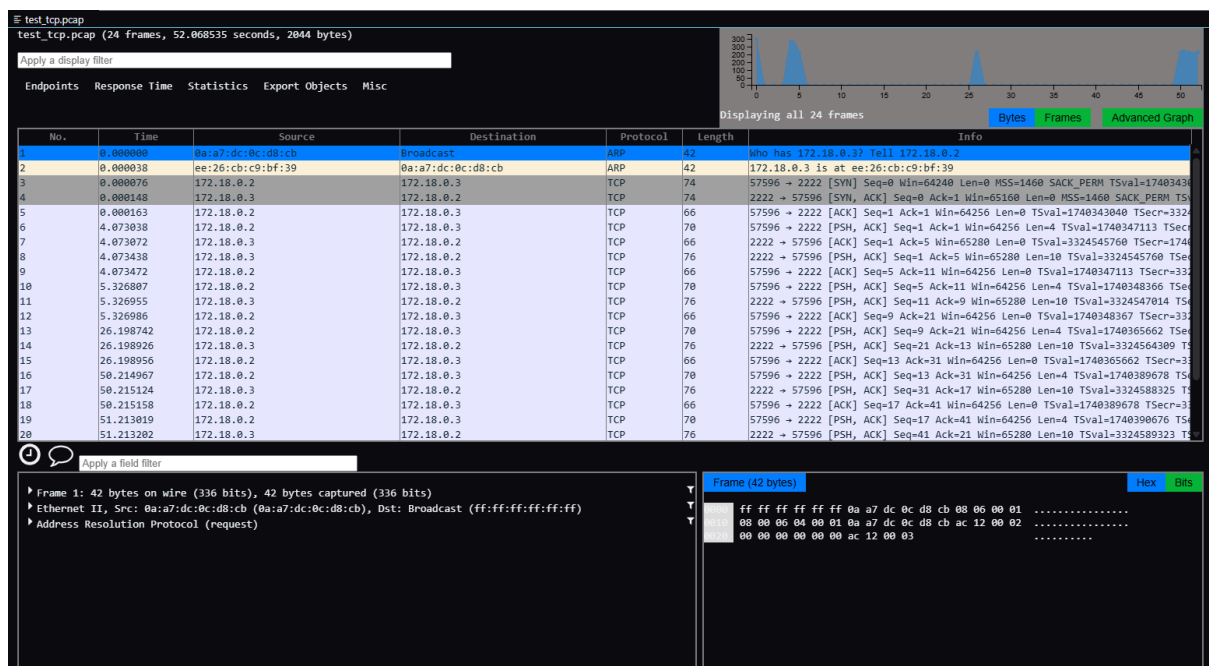 test_tcp.pcap
test_tcp.pcap (24 frames, 52.068535 seconds, 2044 bytes)
Apply a display filter
Endpoints Response Time Statistics Export Objects Misc
300
300
200
200
100
50
0
0 5 10 15 20 25 30 35 40 45 50
Displaying all 24 frames Bytes Frames Advanced Graph
No. Time Source Destination Protocol Length Info
1 0.000000 0a:a7:dc:0c:d8:cb Broadcast ARP 42 Who has 172.18.0.3? Tell 172.18.0.2
2 0.000038 ee:26:cb:c9:bf:39 0a:a7:dc:0c:d8:cb ARP 42 172.18.0.3 is at ee:26:cb:c9:bf:39
3 0.000076 172.18.0.2 172.18.0.3 TCP 74 57596 → 2222 [SYN] Seq=0 Win=64240 Len=0 MSS=1460 SACK_PERM TSval=17403430
4 0.000148 172.18.0.3 172.18.0.2 TCP 74 2222 → 57596 [SYN, ACK] Seq=0 Ack=1 Win=65160 Len=0 MSS=1460 SACK_PERM TSv
5 0.000163 172.18.0.2 172.18.0.3 TCP 66 57596 → 2222 [ACK] Seq=1 Ack=1 Win=64256 Len=0 TSval=1740343040 TSecr=3324
6 4.073038 172.18.0.2 172.18.0.3 TCP 70 57596 → 2222 [PSH, ACK] Seq=1 Ack=1 Win=64256 Len=4 TSval=1740347113 TSecr
7 4.073072 172.18.0.3 172.18.0.2 TCP 66 2222 → 57596 [ACK] Seq=1 Ack=5 Win=65280 Len=0 TSval=3324545760 TSecr=1740
8 4.073438 172.18.0.3 172.18.0.2 TCP 76 2222 → 57596 [PSH, ACK] Seq=1 Ack=5 Win=65280 Len=10 TSval=3324545760 TSec
9 4.073472 172.18.0.2 172.18.0.3 TCP 66 57596 → 2222 [ACK] Seq=5 Ack=11 Win=64256 Len=0 TSval=1740347113 TSecr=332
10 5.326807 172.18.0.2 172.18.0.3 TCP 70 57596 → 2222 [PSH, ACK] Seq=5 Ack=11 Win=64256 Len=4 TSval=1740348366 TSec
11 5.326955 172.18.0.3 172.18.0.2 TCP 76 2222 → 57596 [PSH, ACK] Seq=11 Ack=9 Win=65280 Len=10 TSval=3324547014 TSe
12 5.326986 172.18.0.2 172.18.0.3 TCP 66 57596 → 2222 [ACK] Seq=9 Ack=21 Win=64256 Len=0 TSval=1740348367 TSecr=332
13 26.198742 172.18.0.2 172.18.0.3 TCP 70 57596 → 2222 [PSH, ACK] Seq=9 Ack=21 Win=64256 Len=4 TSval=1740365662 TSec
14 26.198926 172.18.0.3 172.18.0.2 TCP 76 2222 → 57596 [PSH, ACK] Seq=21 Ack=13 Win=65280 Len=10 TSval=3324564309 TS
15 26.198956 172.18.0.2 172.18.0.3 TCP 66 57596 → 2222 [ACK] Seq=13 Ack=31 Win=64256 Len=0 TSval=1740365662 TSecr=33
16 50.214967 172.18.0.2 172.18.0.3 TCP 70 57596 → 2222 [PSH, ACK] Seq=13 Ack=31 Win=64256 Len=4 TSval=1740389678 TSe
17 50.215124 172.18.0.3 172.18.0.2 TCP 76 2222 → 57596 [PSH, ACK] Seq=31 Ack=17 Win=65280 Len=10 TSval=3324588325 TS
18 50.215158 172.18.0.2 172.18.0.3 TCP 66 57596 → 2222 [ACK] Seq=17 Ack=41 Win=64256 Len=0 TSval=1740389678 TSecr=33
19 51.213019 172.18.0.2 172.18.0.3 TCP 70 57596 → 2222 [PSH, ACK] Seq=17 Ack=41 Win=64256 Len=4 TSval=1740390676 TSe
20 51.213202 172.18.0.3 172.18.0.2 TCP 76 2222 → 57596 [PSH, ACK] Seq=41 Ack=21 Win=65280 Len=10 TSval=3324589323 TS
Apply a field filter
Frame 1: 42 bytes on wire (336 bits), 42 bytes captured (336 bits)
Ethernet II, Src: 0a:a7:dc:0c:d8:cb (0a:a7:dc:0c:d8:cb), Dst: Broadcast (ff:ff:ff:ff:ff:ff)
Address Resolution Protocol (request)
Frame (42 bytes) Hex Bits
0000 ff ff ff ff ff ff 0a a7 dc 0c d8 cb 08 06 00 01 ................
0010 08 00 06 04 00 01 0a a7 dc 0c d8 cb ac 12 00 02 ................
0020 00 00 00 00 00 00 ac 12 00 03 ..........